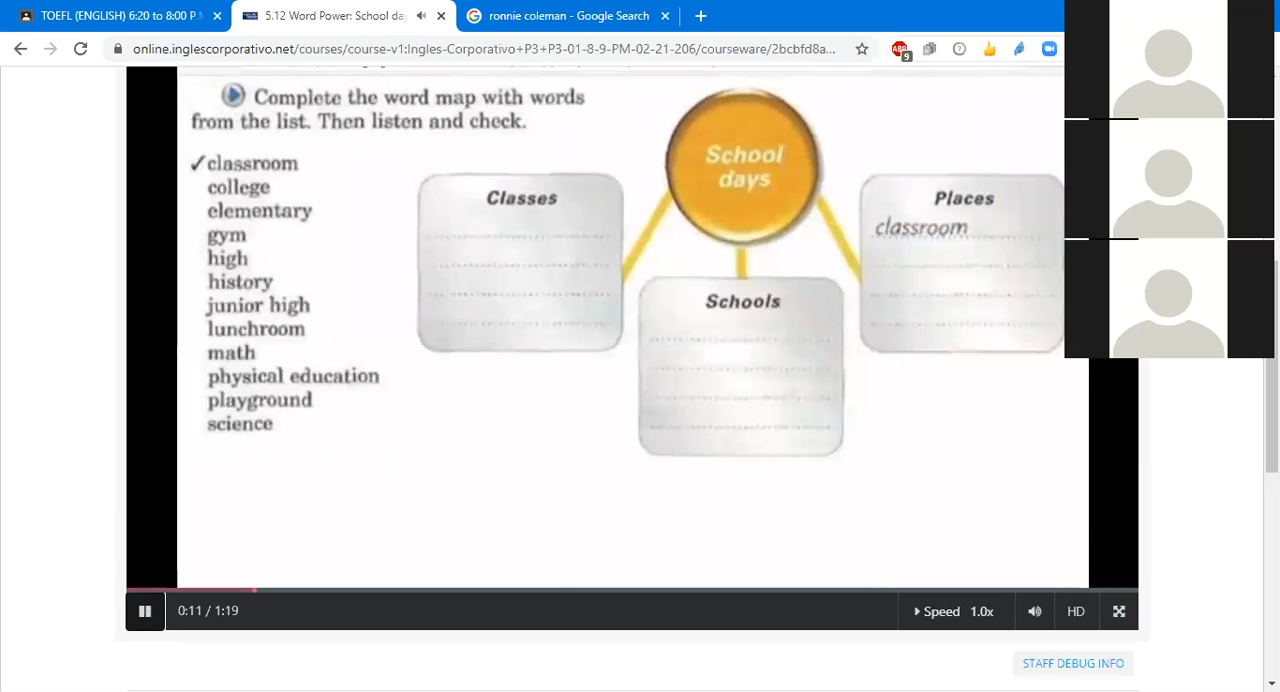 TOEFL (ENGLISH) 6:20 to 8:00 P.M
5.12 Word Power: School da
ronnie coleman - Google Search
online.inglescorporativo.net/courses/course-v1:Ingles-Corporativo+P3+P3-01-8-9-PM-02-21-206/courseware/2bcbfd8a...
ABP
9
Complete the word map with words
from the list. Then listen and check.
✓classroom
college
elementary
gym
high
history
junior high
lunchroom
math
physical education
playground
science
School
days
Classes
Places
classroom
Schools
0:11 / 1:19
Speed 1.0x
HD
STAFF DEBUG INFO